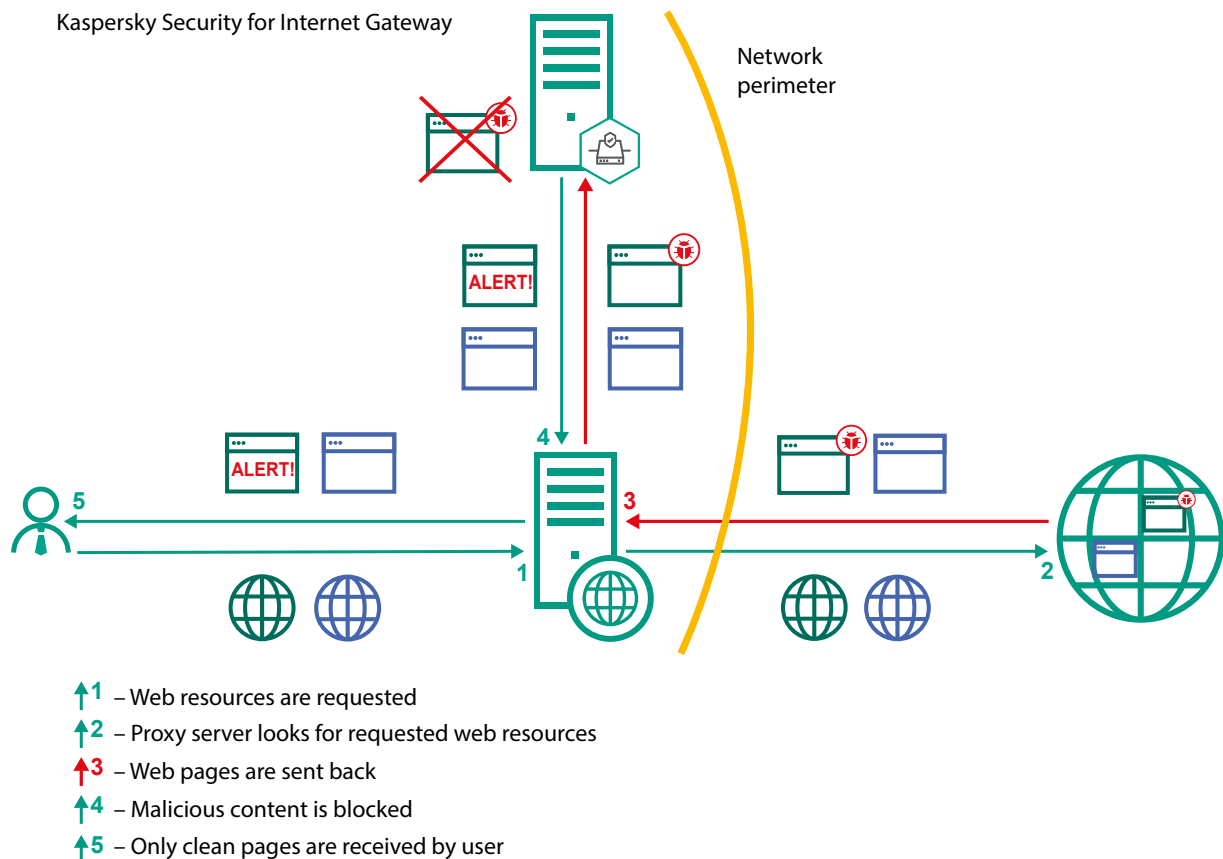 Kaspersky Security for Internet Gateway
Network
perimeter
ALERT!
4
ALERT!
5
3
1
2
1 – Web resources are requested
2 – Proxy server looks for requested web resources
3 – Web pages are sent back
4 – Malicious content is blocked
5 – Only clean pages are received by user